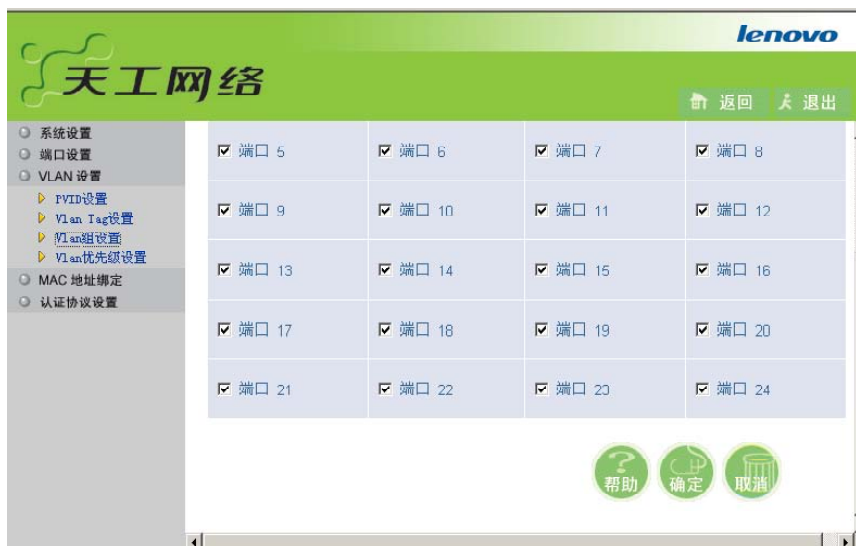 lenovo
天工网络
返回 退出
系统设置
端口设置
VLAN 设置
PVID设置
Vlan Tag设置
Vlan组设置
Vlan优先级设置
MAC 地址绑定
认证协议设置
端口 5 端口 6 端口 7 端口 8
端口 9 端口 10 端口 11 端口 12
端口 13 端口 14 端口 15 端口 16
端口 17 端口 18 端口 19 端口 20
端口 21 端口 22 端口 23 端口 24
帮助 确定 取消